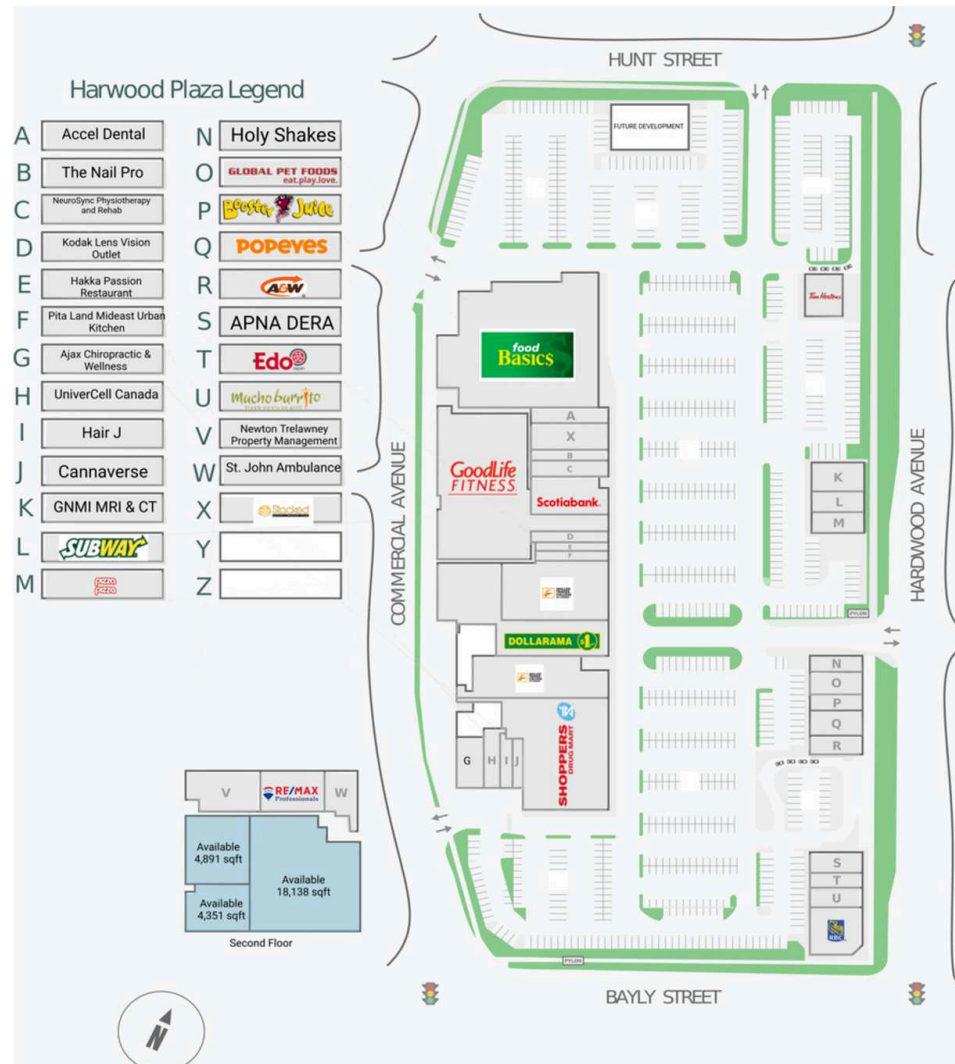 HUNT STREET
Harwood Plaza Legend
A Accel Dental
B The Nail Pro
C NeuroSync Physiotherapy
and Rehab
D Kodak Lens Vision
Outlet
E Hakka Passion
Restaurant
F Pita Land Mideast Urban
Kitchen
G Ajax Chiropractic &
Wellness
H UniverCell Canada
I Hair J
J Cannaverse
K GNMI MRI & CT
L SUBWAY
M PIZZA
PIZZA
N Holy Shakes
O GLOBAL PET FOODS
eat.play.love.
P Booster Juice
Q POPEYES
R A&W
S APNA DERA
T Edo
U Mucho burrito
V Newton Trelawney
Property Management
W St. John Ambulance
X Stacked
Y
Z
FUTURE DEVELOPMENT
Tim Hortons
food
Basics
A
X
B
C
GoodLife
FITNESS
Scotiabank
D
E
F
DOLLARAMA
SHOPPERS
DRUG MART
G
H
I
J
K
L
M
PYLON
N
O
P
Q
R
S
T
U
RBC
PYLON
COMMERCIAL AVENUE
HARDWOOD AVENUE
BAYLY STREET
V
RE/MAX
Professionals
W
Available
4,891 sqft
Available
4,351 sqft
Available
18,138 sqft
Second Floor
N